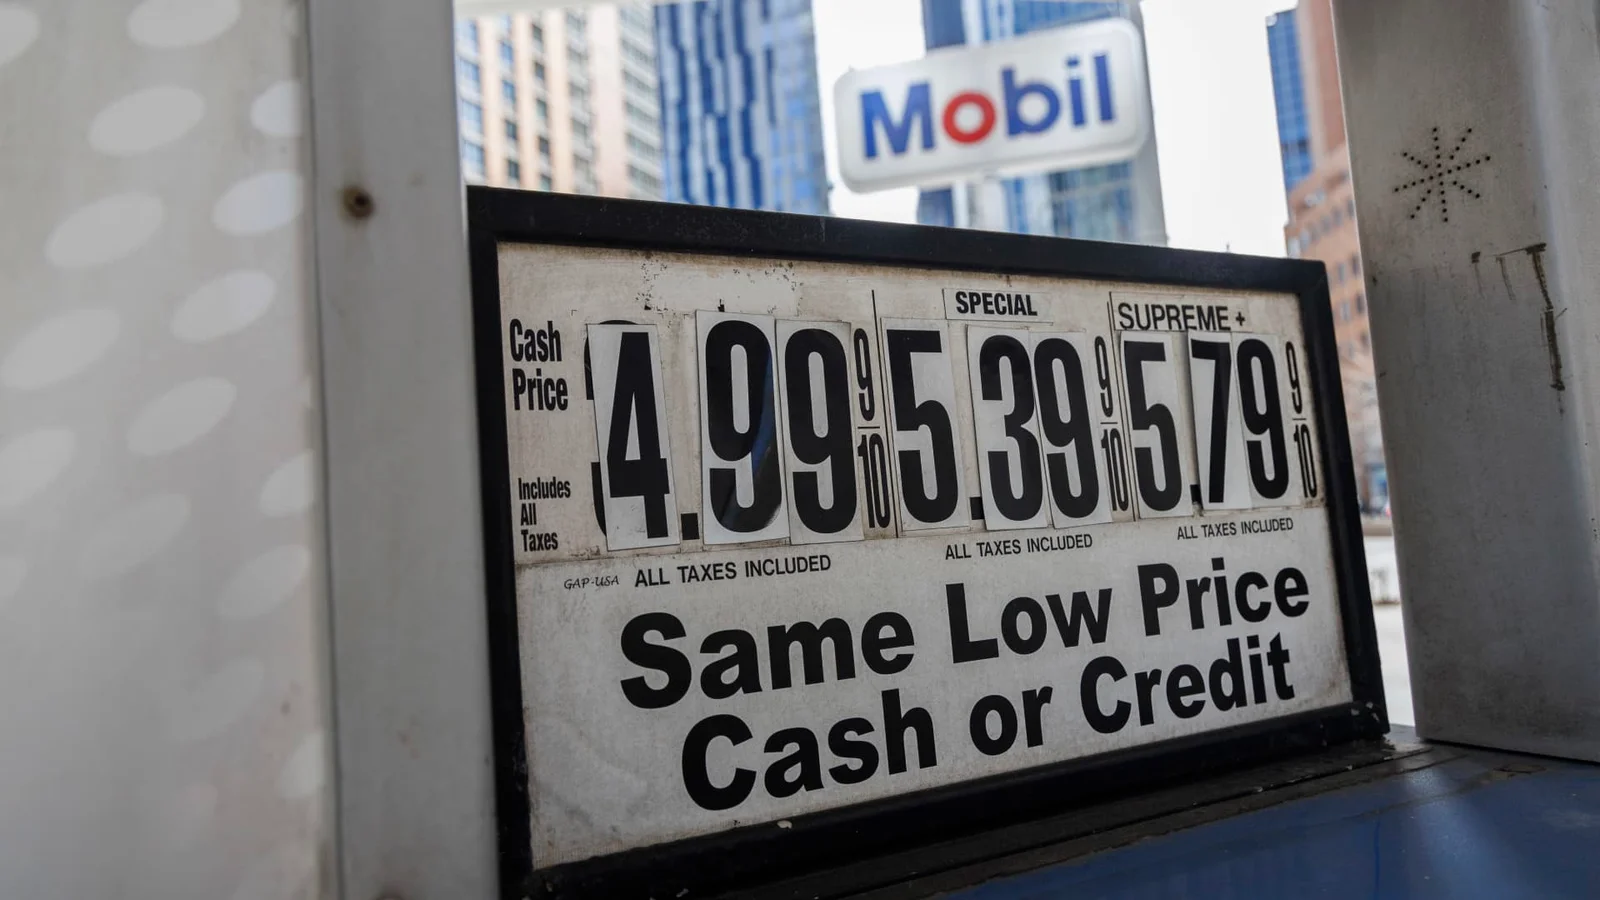 Mobil
SPECIAL
SUPREME+
Cash
Price
4.99 9/10
5.39 9/10
5.79 9/10
Includes
All
Taxes
GAP-USA
ALL TAXES INCLUDED
ALL TAXES INCLUDED
ALL TAXES INCLUDED
Same Low Price
Cash or Credit